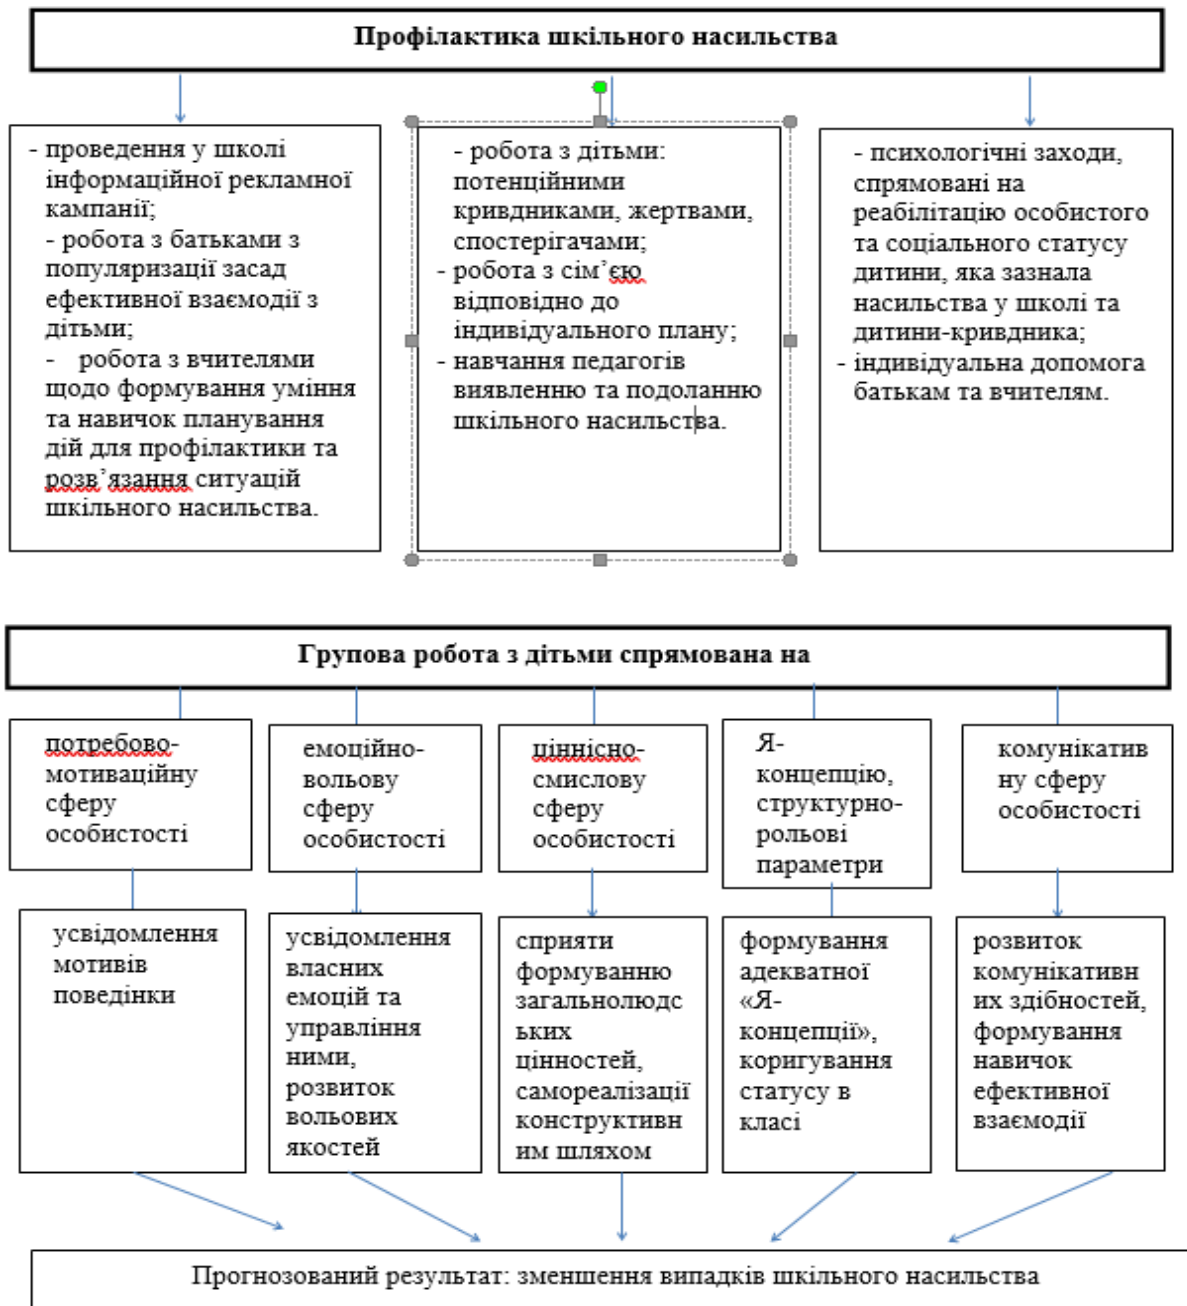 Профілактика шкільного насильства
- проведення у школі
інформаційної рекламної
кампанії;
- робота з батьками з
популяризації засад
ефективної взаємодії з
дітьми;
- робота з вчителями
щодо формування уміння
та навичок планування
дій для профілактики та
розв’язання ситуацій
шкільного насильства.
- робота з дітьми:
потенційними
кривдниками, жертвами,
спостерігачами;
- робота з сім’єю
відповідно до
індивідуального плану;
- навчання педагогів
виявленню та подоланню
шкільного насильства.
- психологічні заходи,
спрямовані на
реабілітацію особистого
та соціального статусу
дитини, яка зазнала
насильства у школі та
дитини-кривдника;
- індивідуальна допомога
батькам та вчителям.
Групова робота з дітьми спрямована на
потребово-
мотиваційну
сферу
особистості
емоційно-
вольову
сферу
особистості
ціннісно-
смислову
сферу
особистості
Я-
концепцію,
структурно-
рольові
параметри
комунікатив
ну сферу
особистості
усвідомлення
мотивів
поведінки
усвідомлення
власних
емоцій та
управління
ними,
розвиток
вольових
якостей
сприяти
формуванню
загальнолюдс
ьких
цінностей,
самореалізації
конструктивн
им шляхом
формування
адекватної
«Я-
концепції»,
коригування
статусу в
класі
розвиток
комунікативн
их здібностей,
формування
навичок
ефективної
взаємодії
Прогнозований результат: зменшення випадків шкільного насильства